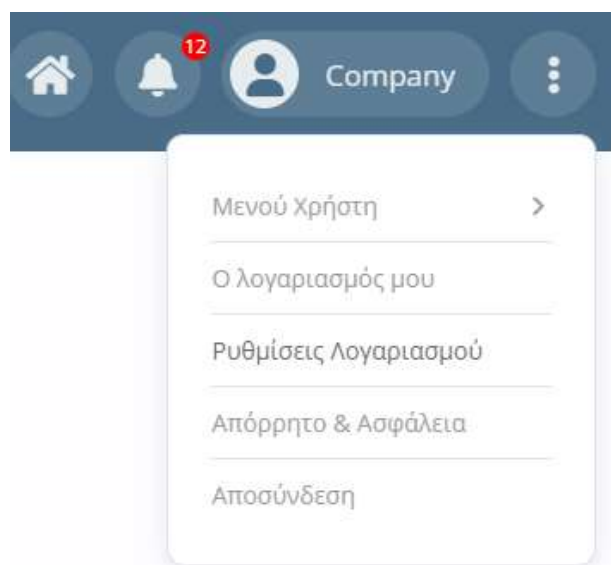 12
Company
Μενού Χρήστη
Ο λογαριασμός μου
Ρυθμίσεις Λογαριασμού
Απόρρητο & Ασφάλεια
Αποσύνδεση